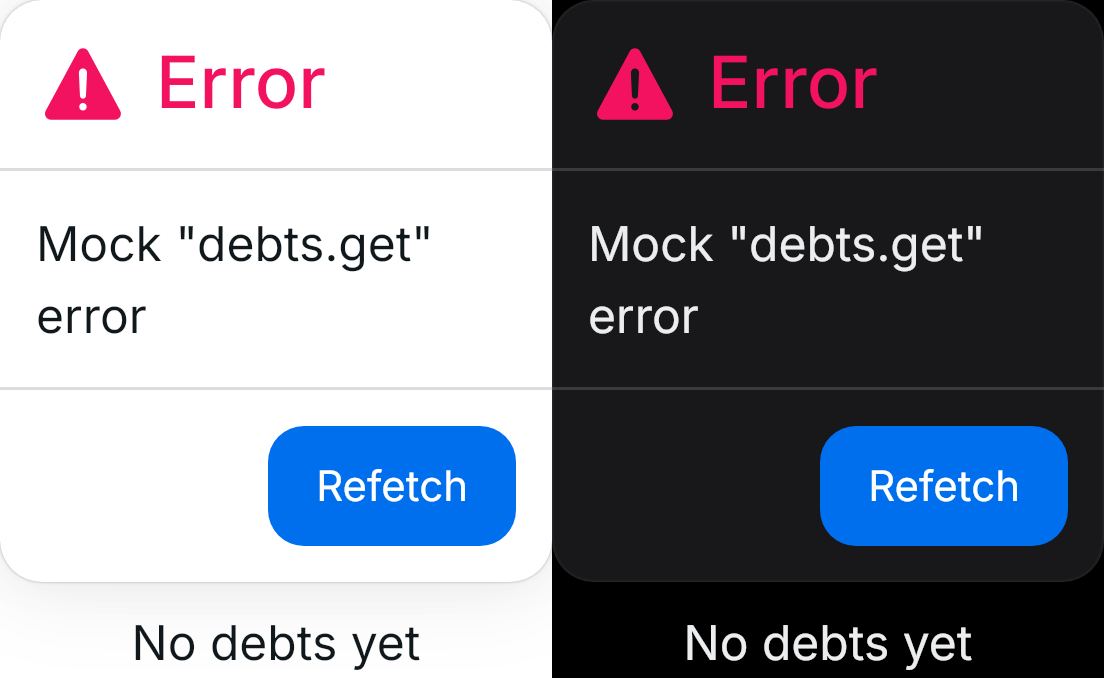 Error
Mock "debts.get"
error
Refetch
No debts yet
Error
Mock "debts.get"
error
Refetch
No debts yet